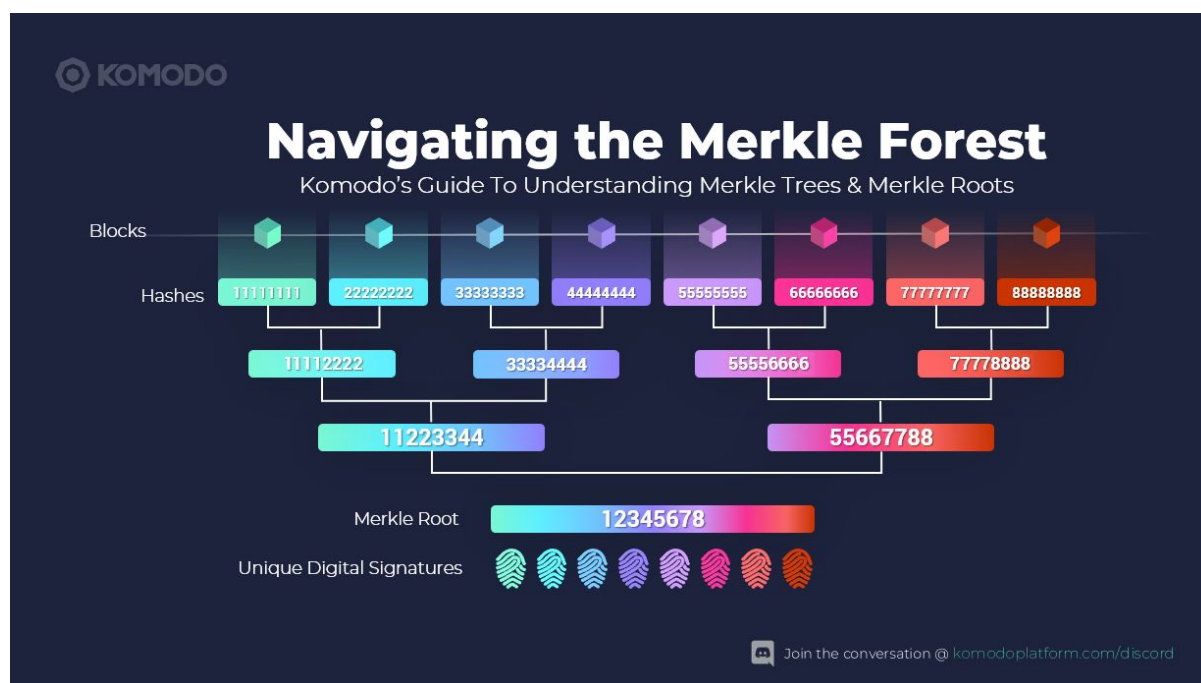 KOMODO
Navigating the Merkle Forest
Komodo's Guide To Understanding Merkle Trees & Merkle Roots
Blocks
Hashes 11111111 22222222 33333333 44444444 55555555 66666666 77777777 88888888
11112222 33334444 55556666 77778888
11223344 55667788
Merkle Root 12345678
Unique Digital Signatures
Join the conversation @ komodoplatform.com/discord